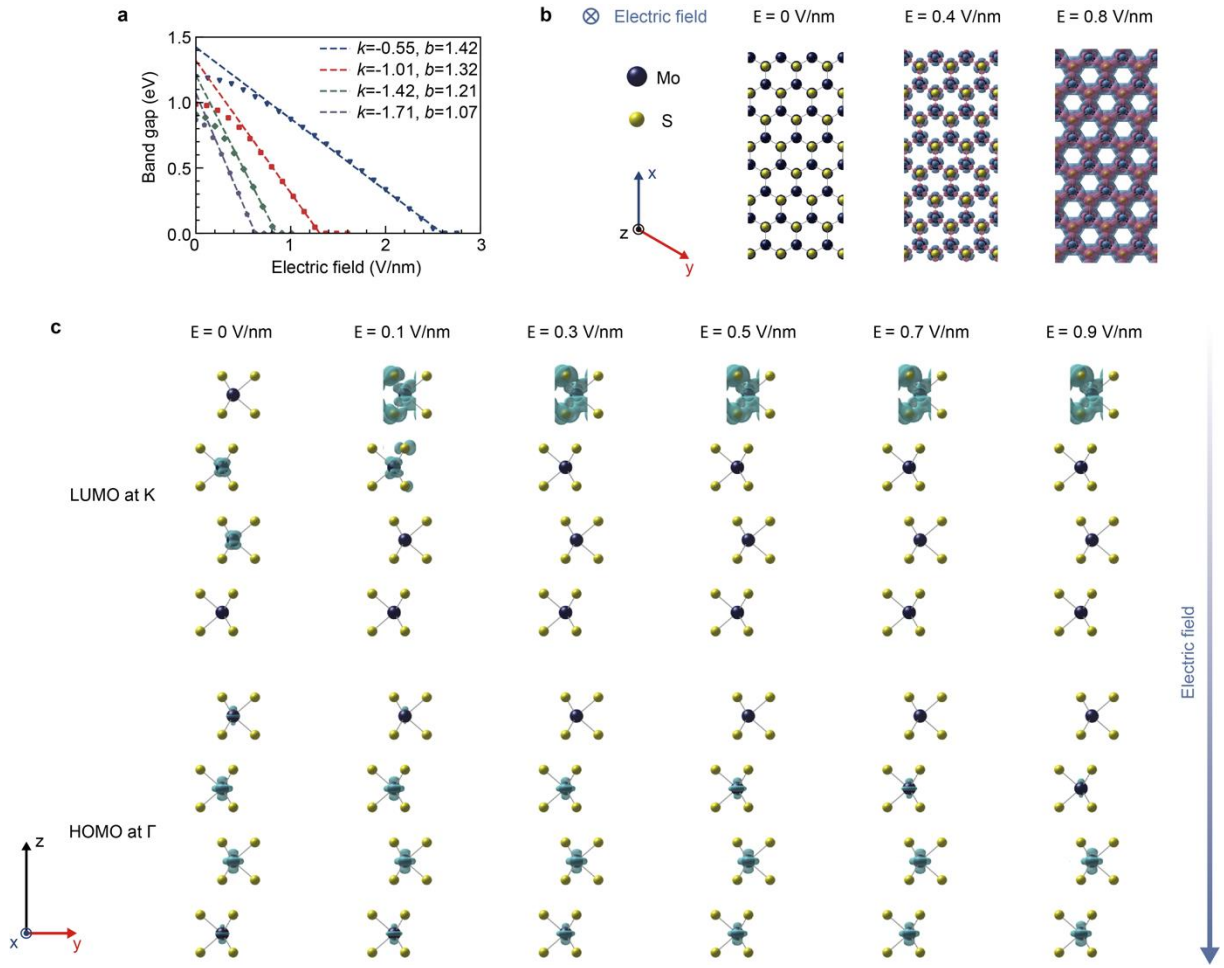 a
1.5
1.0
0.5
0.0
Band gap (eV)
k=-0.55, b=1.42
k=-1.01, b=1.32
k=-1.42, b=1.21
k=-1.71, b=1.07
0 1 2 3
Electric field (V/nm)
b
Electric field
E = 0 V/nm E = 0.4 V/nm E = 0.8 V/nm
Mo
S
x
z
y
c
E = 0 V/nm E = 0.1 V/nm E = 0.3 V/nm E = 0.5 V/nm E = 0.7 V/nm E = 0.9 V/nm
LUMO at K
HOMO at Γ
Electric field
z
x y